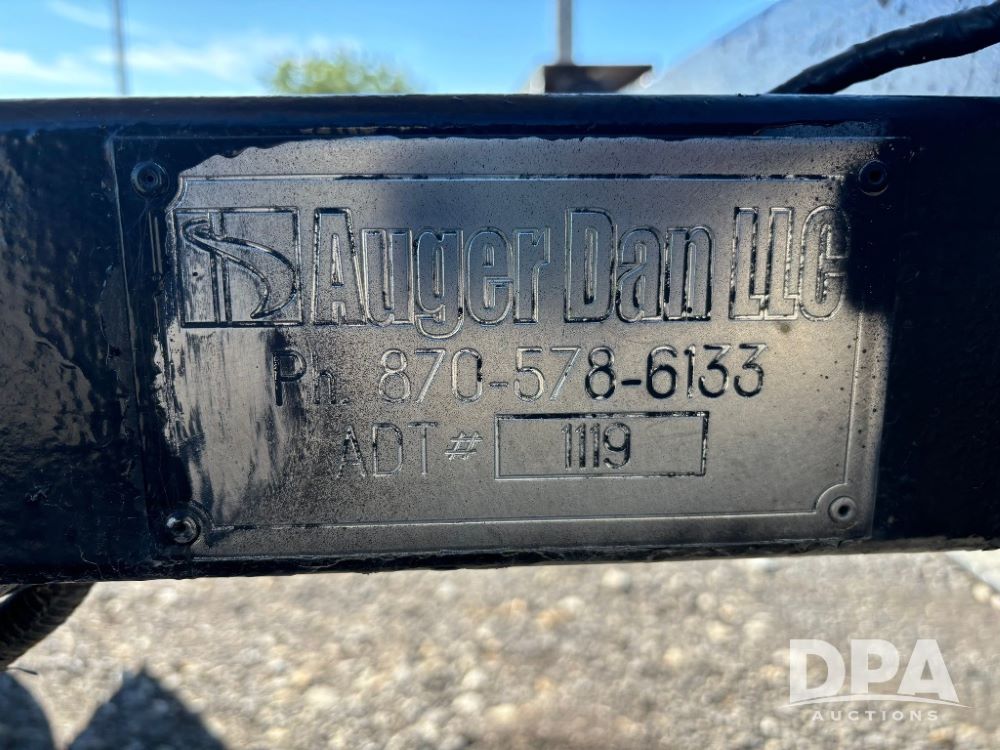 Auger Dan LLC
Ph. 870-578-6133
ADT# 1119
DPA
AUCTIONS